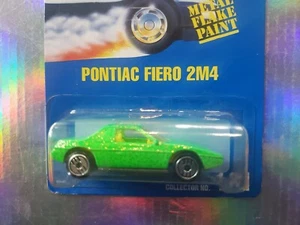 METAL
FLAKE
PAINT
PONTIAC FIERO 2M4
COLLECTOR NO.